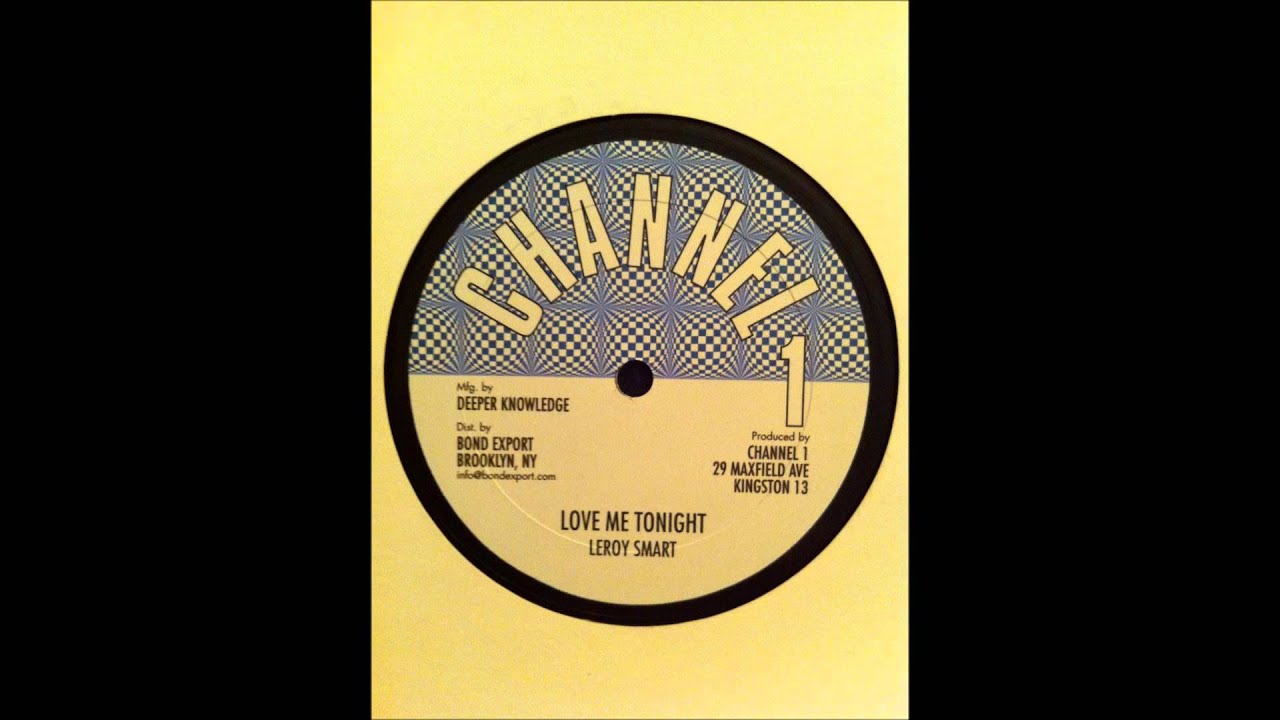 CHANNEL 1
Mfg. by
DEEPER KNOWLEDGE
Dist. by
BOND EXPORT
BROOKLYN, NY
info@bondexport.com
Produced by
CHANNEL 1
29 MAXFIELD AVE
KINGSTON 13
LOVE ME TONIGHT
LEROY SMART